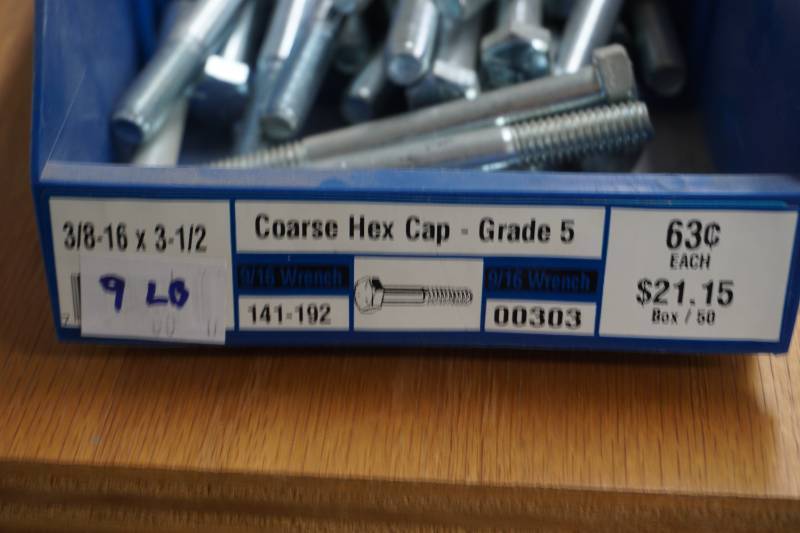 3/8-16 x 3-1/2
9 LB
Coarse Hex Cap - Grade 5
9/16 Wrench
9/16 Wrench
141-192
00303
63¢
EACH
$21.15
Box / 50